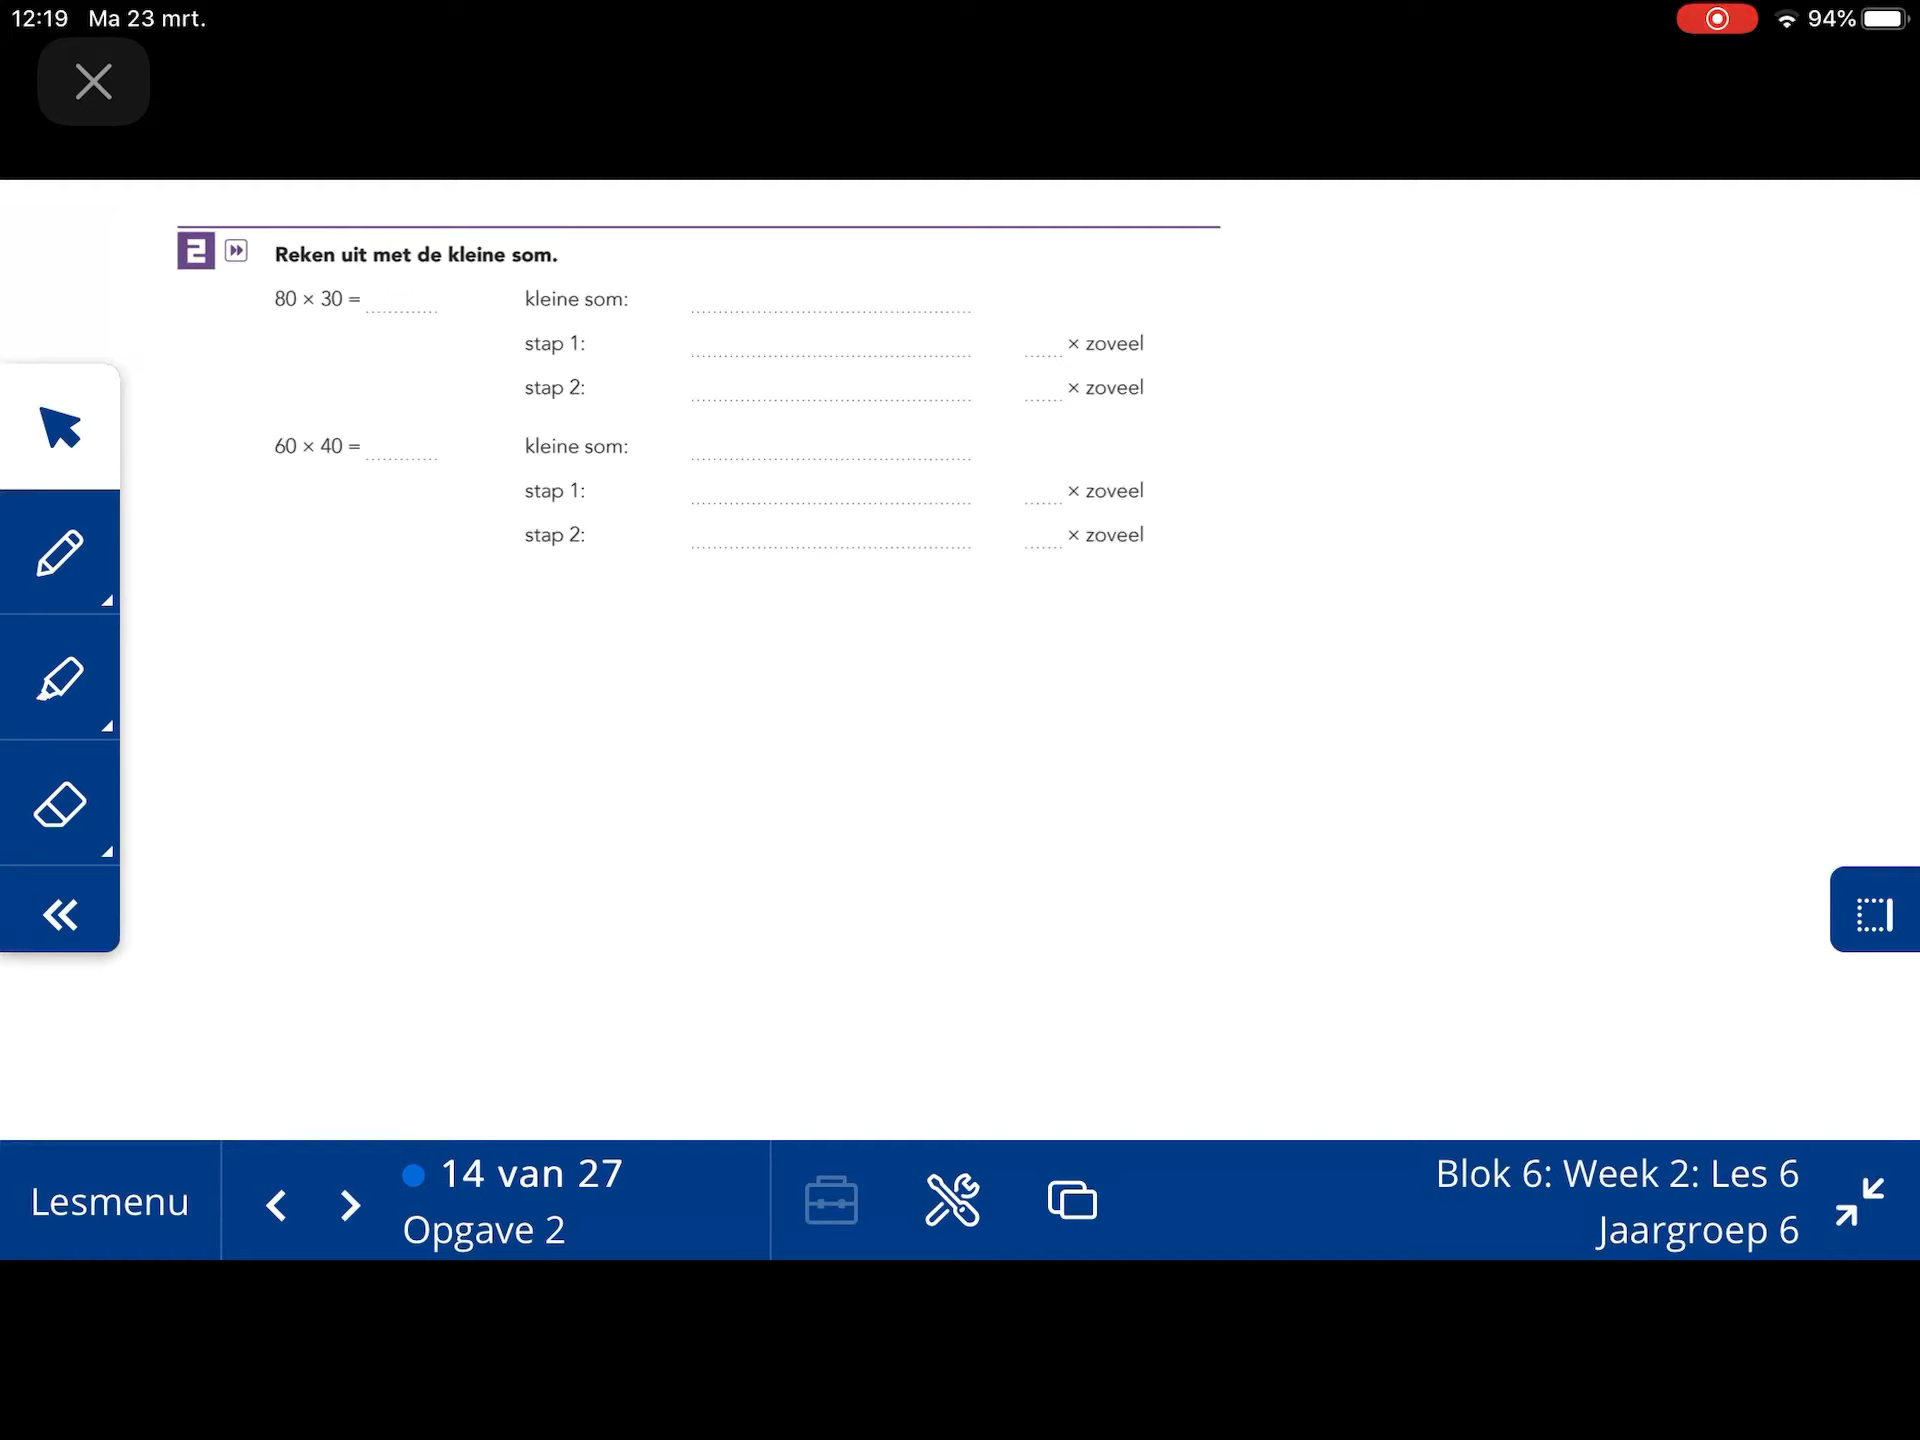 12:19 Ma 23 mrt. 94%
2 Reken uit met de kleine som.
80 × 30 = ............ kleine som: ................................................
stap 1: ................................................ ...... × zoveel
stap 2: ................................................ ...... × zoveel
60 × 40 = ............ kleine som: ................................................
stap 1: ................................................ ...... × zoveel
stap 2: ................................................ ...... × zoveel
Lesmenu
14 van 27
Opgave 2
Blok 6: Week 2: Les 6
Jaargroep 6